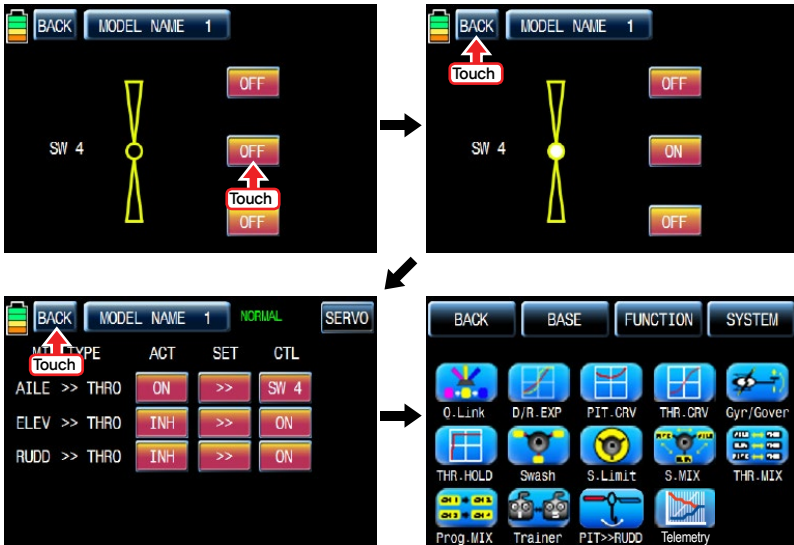 BACK MODEL NAME 1
OFF
SW 4 OFF
Touch
OFF
BACK MODEL NAME 1
Touch
OFF
SW 4 ON
OFF
BACK MODEL NAME 1 NORMAL SERVO
Touch
TYPE ACT SET CTL
AILE >> THRO ON >> SW 4
ELEV >> THRO INH >> ON
RUDD >> THRO INH >> ON
BACK BASE FUNCTION SYSTEM
Q.Link D/R.EXP PIT.CRV THR.CRV Gyr/Gover
THR.HOLD Swash S.Limit S.MIX THR.MIX
Prog.MIX Trainer PIT>>RUDD Telemetry